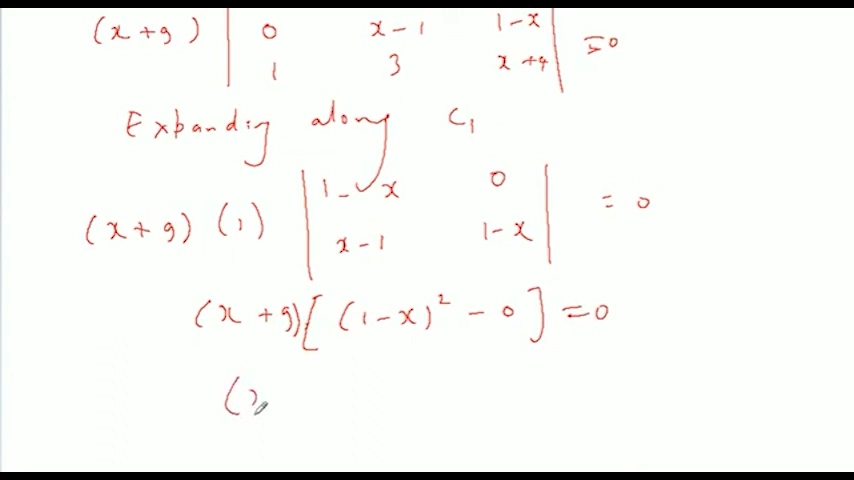 (x+9) | 0 x-1 1-x | = 0
1 3 x+4
Expanding along C₁
(x+9) (1) | 1-x 0 | = 0
x-1 1-x
(x+9)[(1-x)² - 0] = 0
(